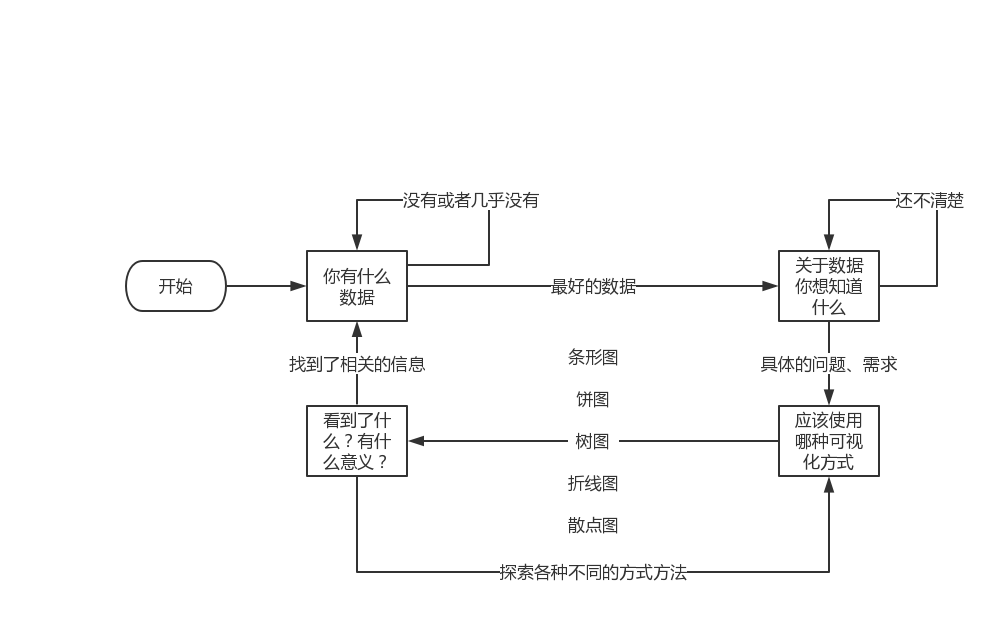 没有或者几乎没有
还不清楚
开始
你有什么
数据
最好的数据
关于数据
你想知道
什么
找到了相关的信息
条形图
具体的问题、需求
饼图
看到了什
么？有什
么意义？
树图
应该使用
哪种可视
化方式
折线图
散点图
探索各种不同的方式方法